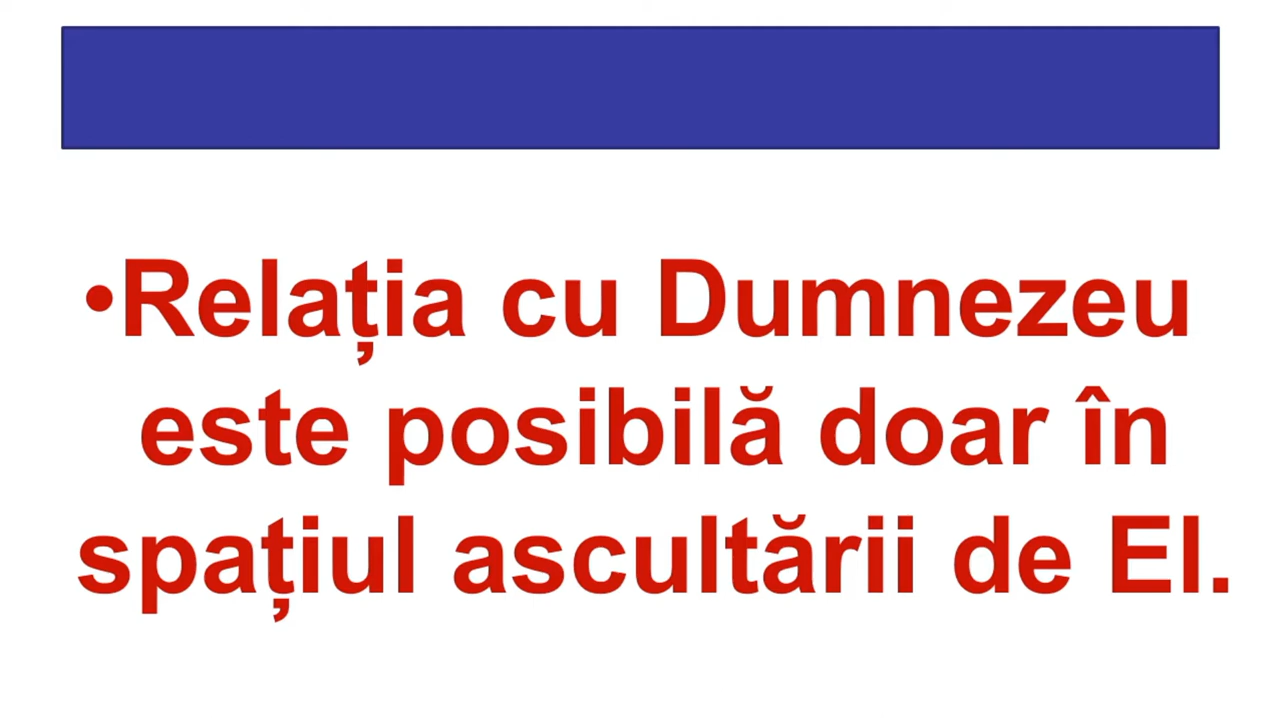 •Relația cu Dumnezeu
este posibilă doar în
spațiul ascultării de El.